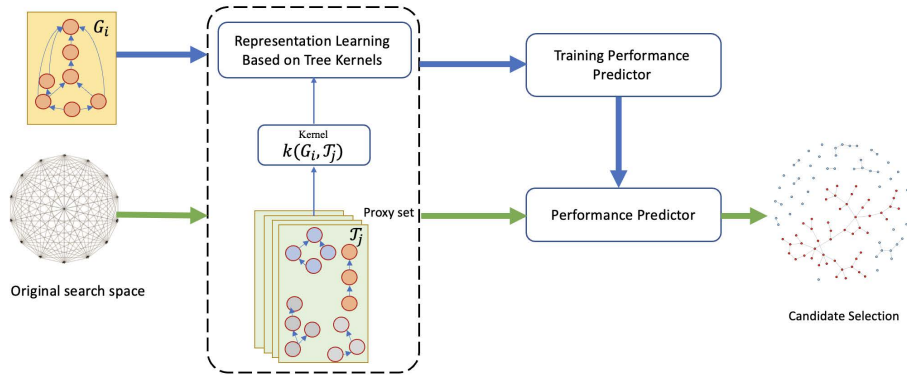 G_i
Representation Learning
Based on Tree Kernels
Training Performance
Predictor
Kernel
k(G_i, 𝒯_j)
Proxy set
𝒯_j
Performance Predictor
Original search space
Candidate Selection